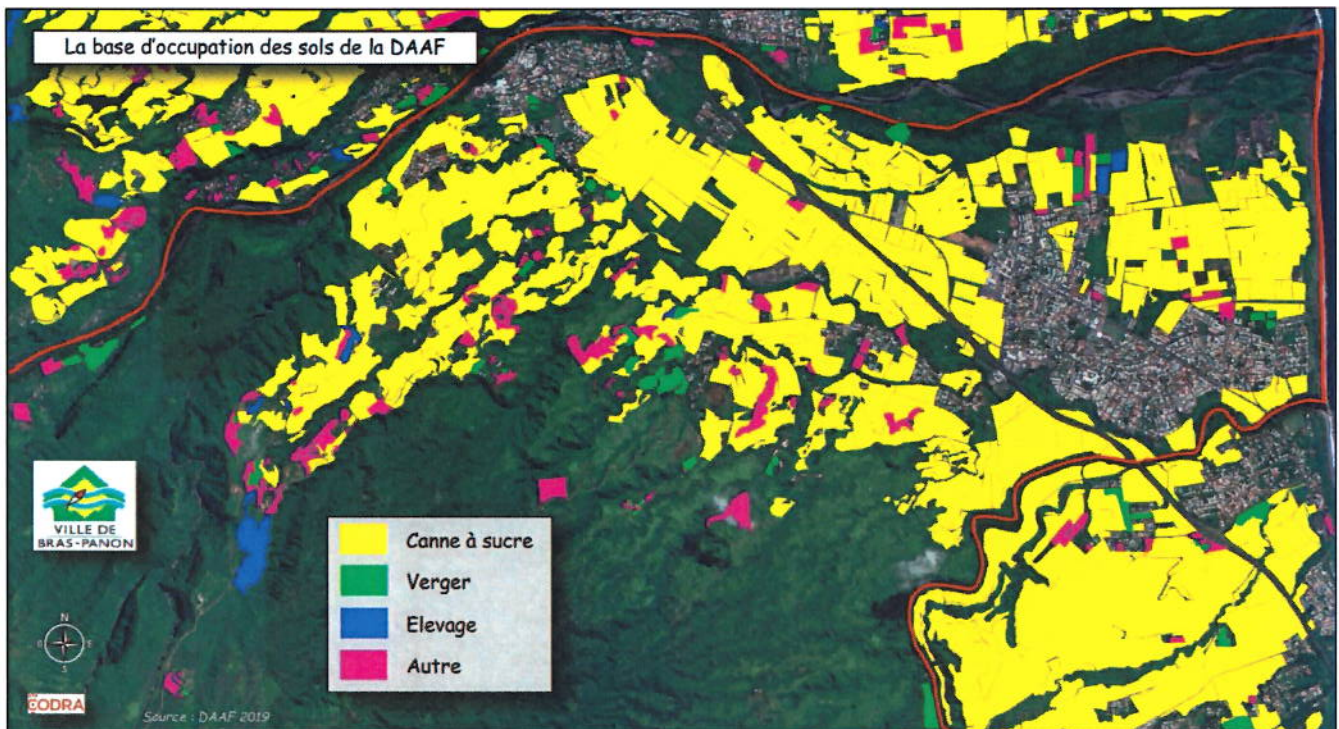 La base d'occupation des sols de la DAAF
VILLE DE
BRAS-PANON
Canne à sucre
Verger
Elevage
Autre
N
O
E
S
CODRA
Source : DAAF 2019